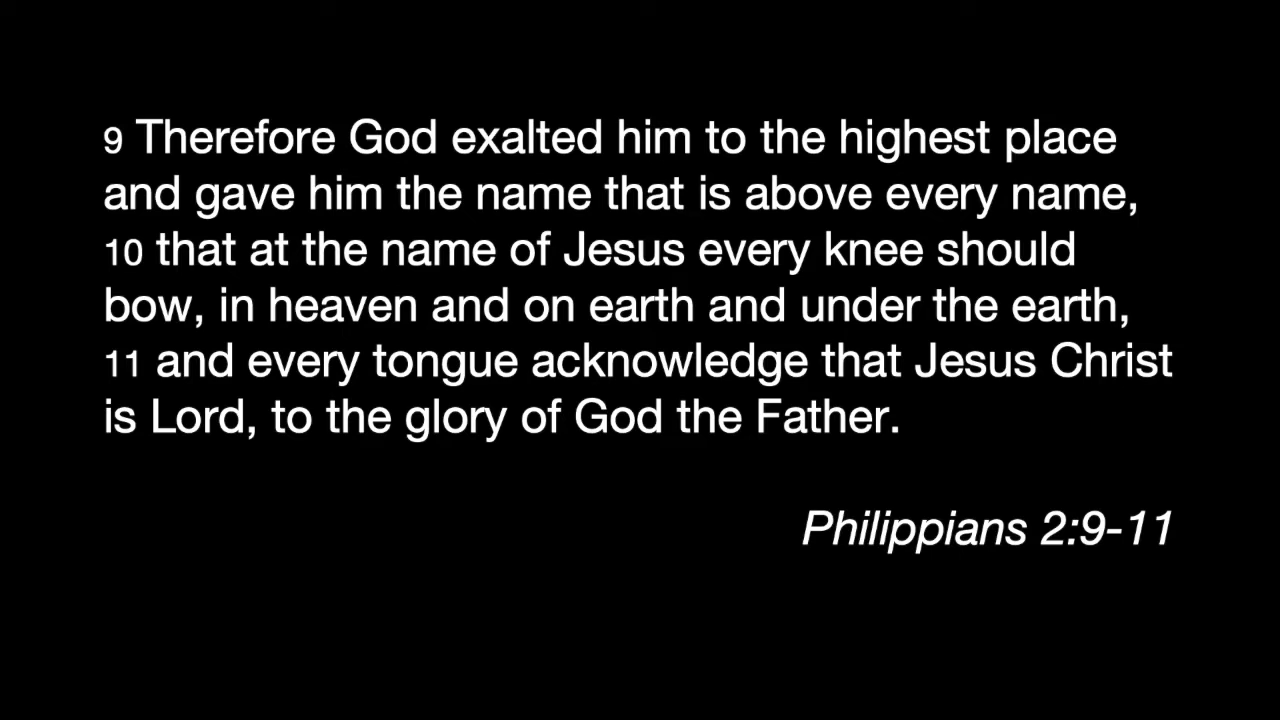 9 Therefore God exalted him to the highest place
and gave him the name that is above every name,
10 that at the name of Jesus every knee should
bow, in heaven and on earth and under the earth,
11 and every tongue acknowledge that Jesus Christ
is Lord, to the glory of God the Father.
Philippians 2:9-11